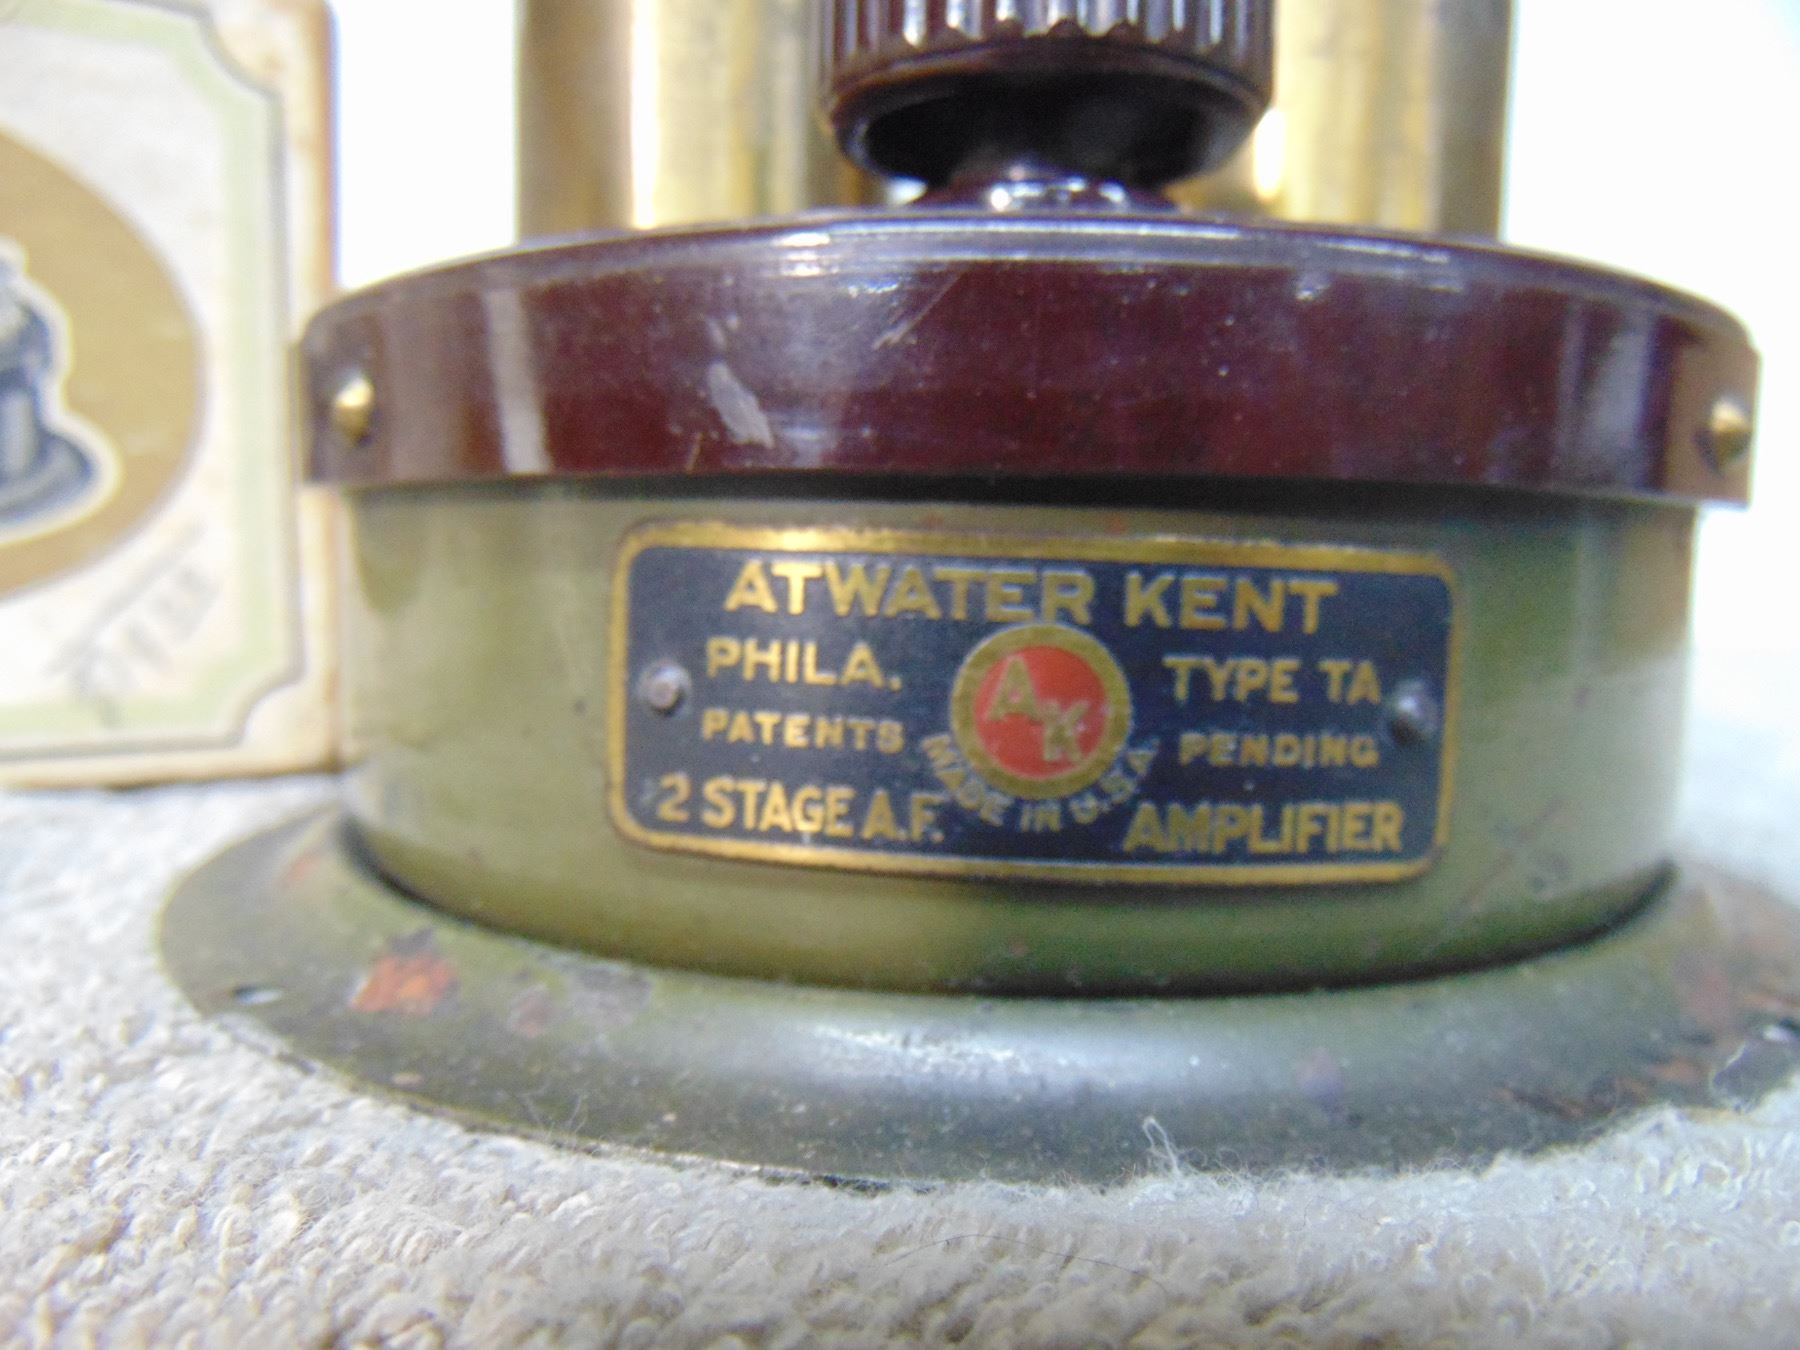 ATWATER KENT
PHILA. TYPE TA
AK
PATENTS PENDING
MADE IN U.S.A.
2 STAGE A.F. AMPLIFIER